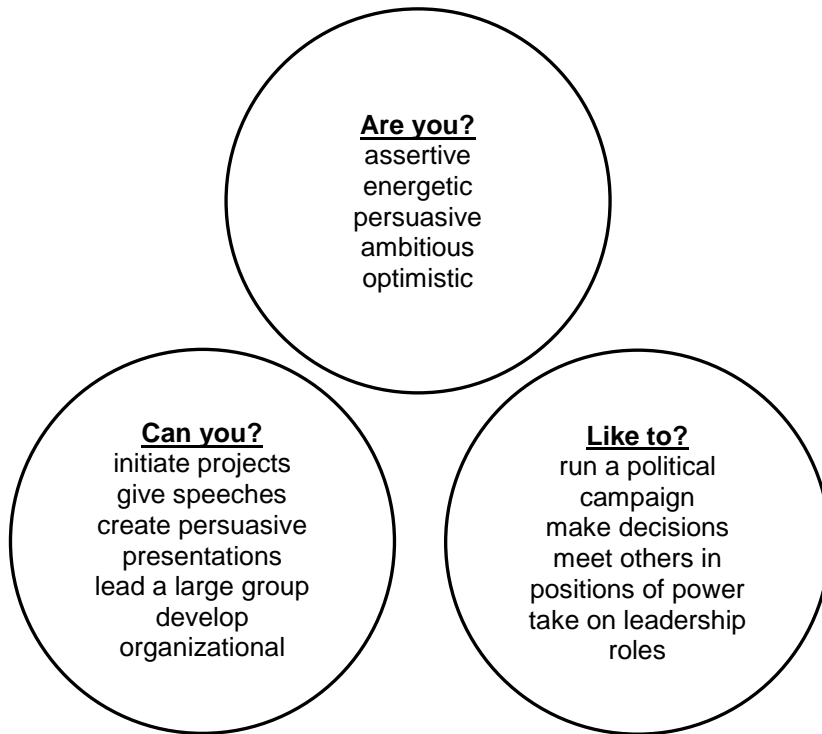 Are you?
assertive
energetic
persuasive
ambitious
optimistic
Can you?
initiate projects
give speeches
create persuasive
presentations
lead a large group
develop
organizational
Like to?
run a political
campaign
make decisions
meet others in
positions of power
take on leadership
roles